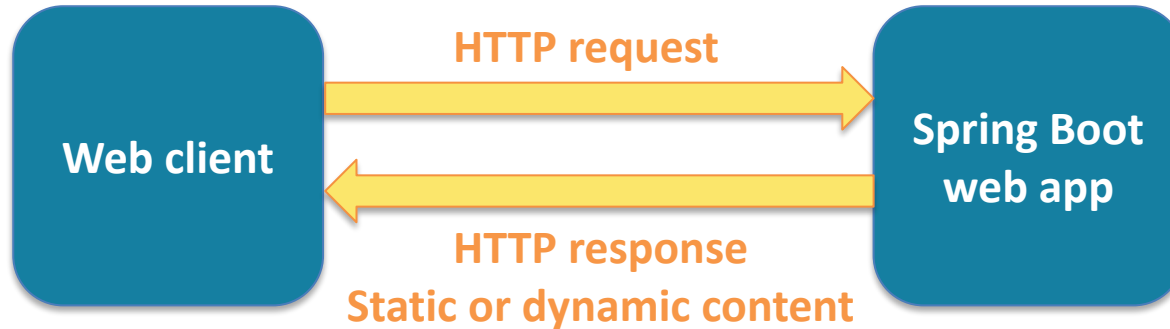 HTTP request
Web client
Spring Boot
web app
HTTP response
Static or dynamic content